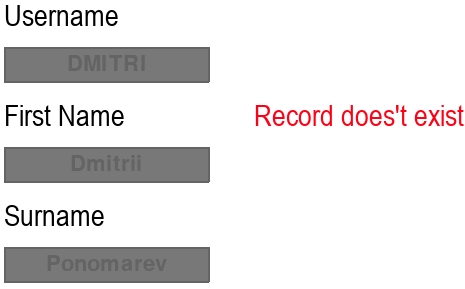 Username
DMITRI
First Name
Record does't exist
Dmitrii
Surname
Ponomarev